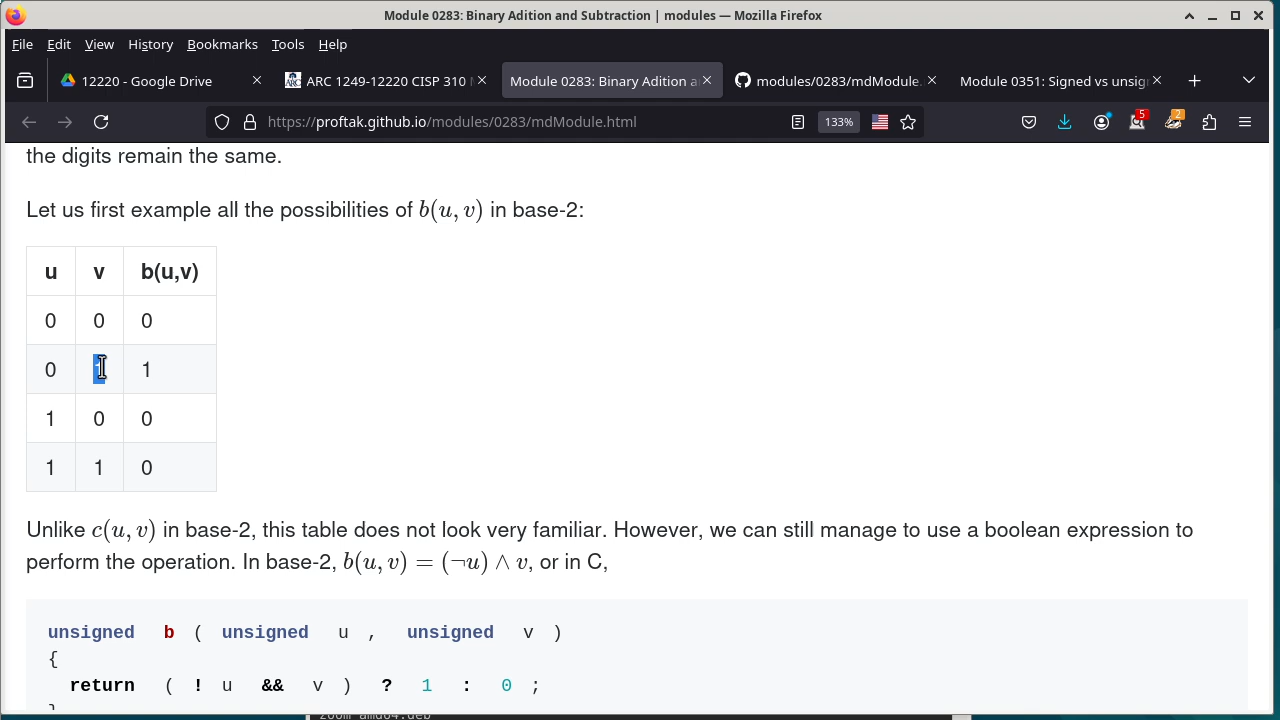 Module 0283: Binary Adition and Subtraction | modules — Mozilla Firefox
File Edit View History Bookmarks Tools Help
12220 - Google Drive
ARC 1249-12220 CISP 310
Module 0283: Binary Adition a
modules/0283/mdModule.
Module 0351: Signed vs unsig
https://proftak.github.io/modules/0283/mdModule.html
133%
5
2
the digits remain the same.
Let us first example all the possibilities of b(u, v) in base-2:
u v b(u,v)
0 0 0
0 1 1
1 0 0
1 1 0
Unlike c(u, v) in base-2, this table does not look very familiar. However, we can still manage to use a boolean expression to
perform the operation. In base-2, b(u, v) = (¬u) ∧ v, or in C,
unsigned b ( unsigned u , unsigned v )
{
return ( ! u && v ) ? 1 : 0 ;
}
zoom amd64.deb